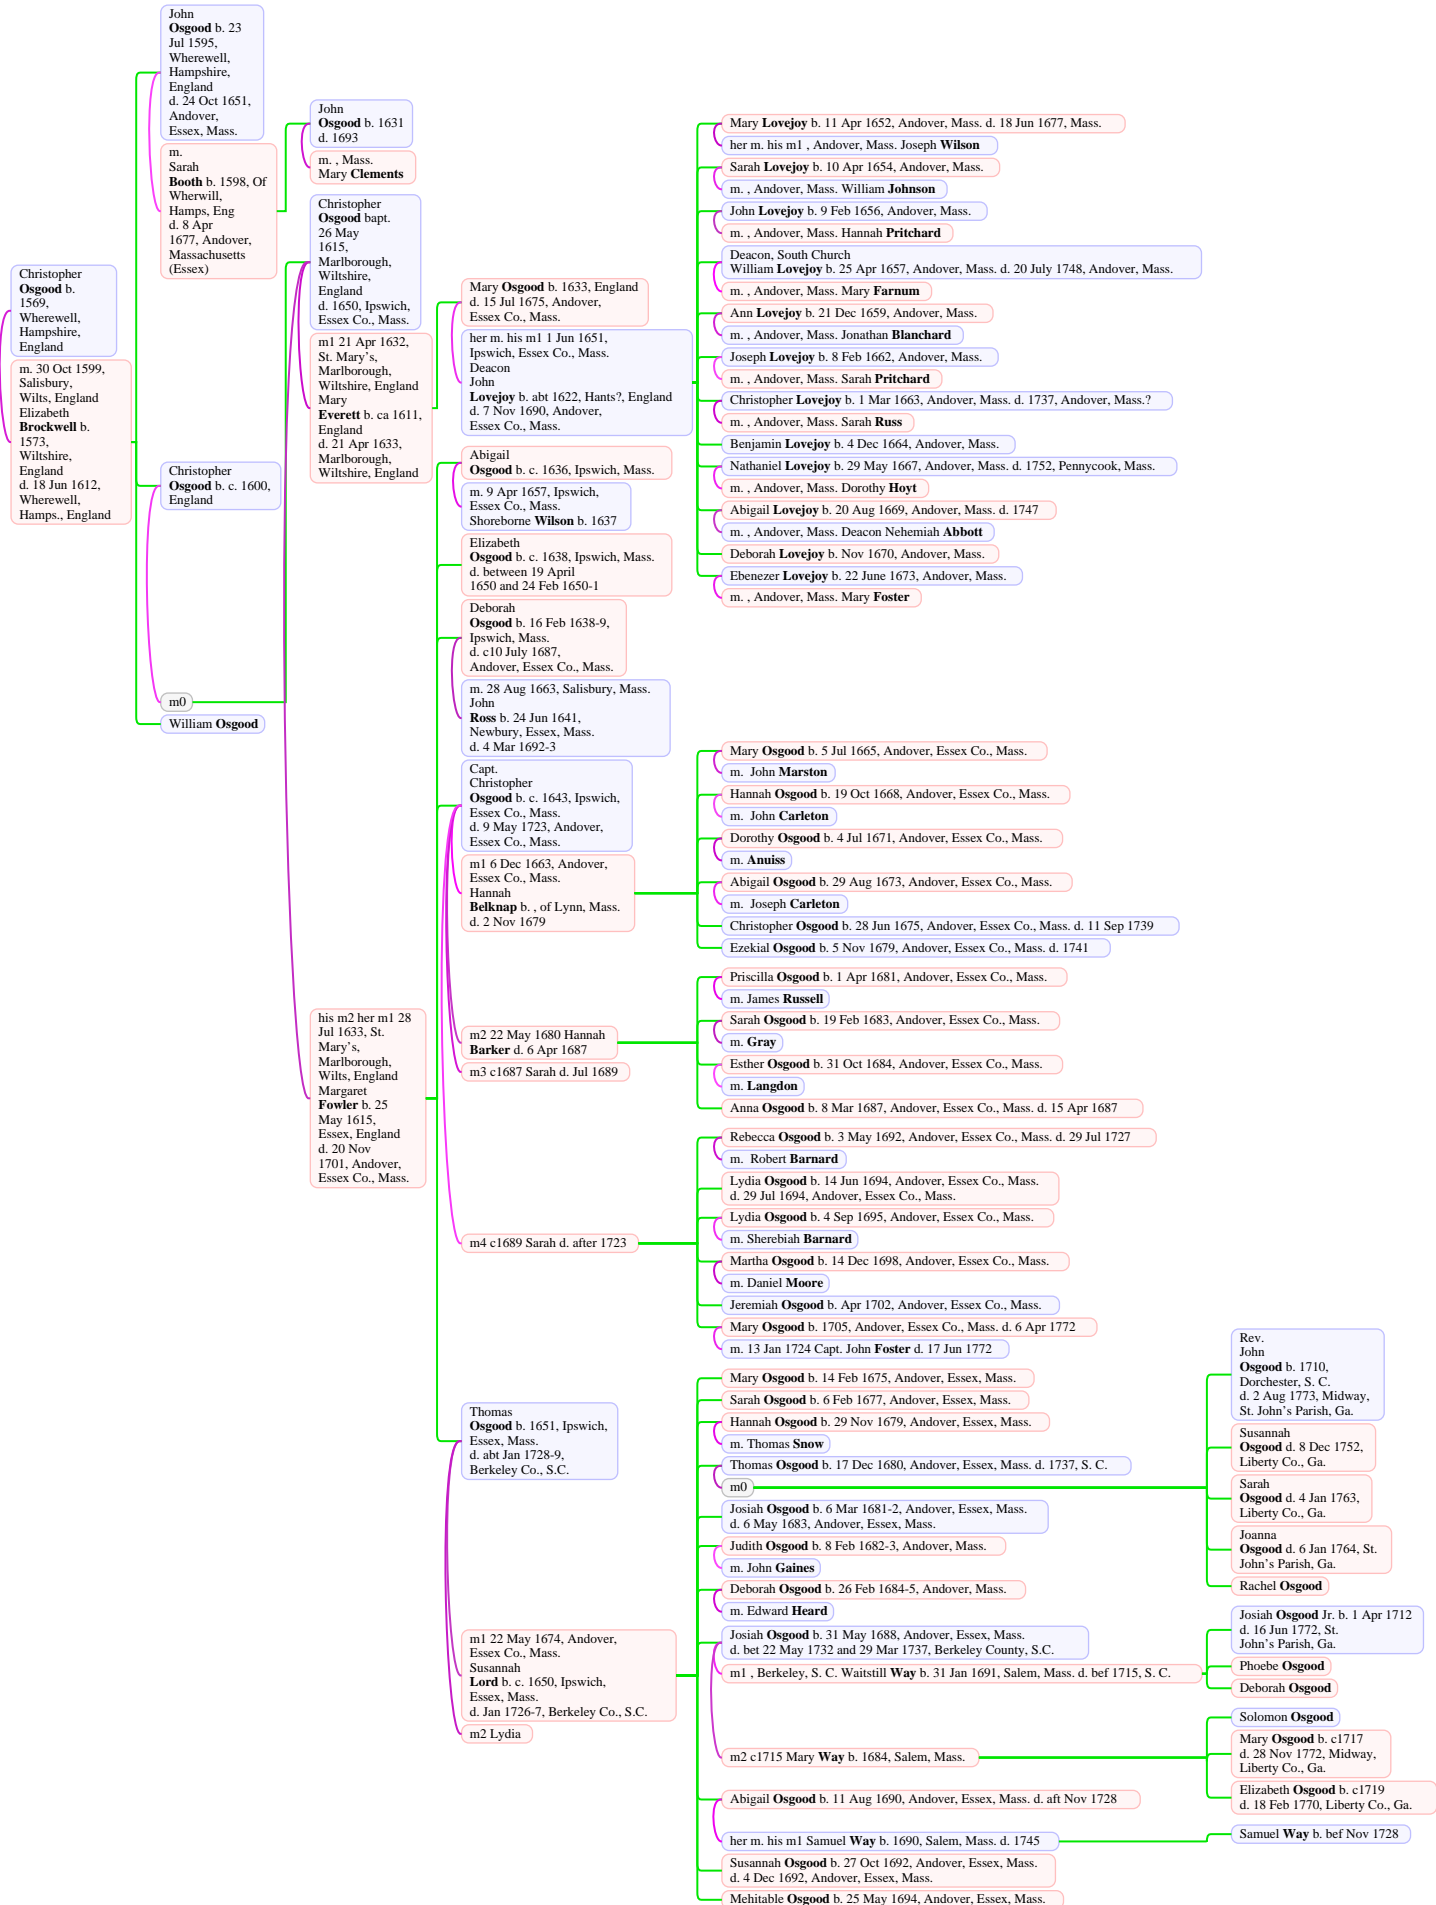 John
Osgood b. 23
Jul 1595,
Wherewell,
Hampshire,
England
d. 24 Oct 1651,
Andover,
Essex, Mass.
m.
Sarah
Booth b. 1598, Of
Wherwill,
Hamps, Eng
d. 8 Apr
1677, Andover,
Massachusetts
(Essex)
Christopher
Osgood b.
1569,
Wherewell,
Hampshire,
England
m. 30 Oct 1599,
Salisbury,
Wilts, England
Elizabeth
Brockwell b.
1573,
Wiltshire,
England
d. 18 Jun 1612,
Wherewell,
Hamps., England
Christopher
Osgood b. c. 1600,
England
m0
William Osgood
John
Osgood b. 1631
d. 1693
m. , Mass.
Mary Clements
Christopher
Osgood bapt.
26 May
1615,
Marlborough,
Wiltshire,
England
d. 1650, Ipswich,
Essex Co., Mass.
m1 21 Apr 1632,
St. Mary's,
Marlborough,
Wiltshire, England
Mary
Everett b. ca 1611,
England
d. 21 Apr 1633,
Marlborough,
Wiltshire, England
his m2 her m1 28
Jul 1633, St.
Mary's,
Marlborough,
Wilts, England
Margaret
Fowler b. 25
May 1615,
Essex, England
d. 20 Nov
1701, Andover,
Essex Co., Mass.
Mary Osgood b. 1633, England
d. 15 Jul 1675, Andover,
Essex Co., Mass.
her m. his m1 1 Jun 1651,
Ipswich, Essex Co., Mass.
Deacon
John
Lovejoy b. abt 1622, Hants?, England
d. 7 Nov 1690, Andover,
Essex Co., Mass.
Abigail
Osgood b. c. 1636, Ipswich, Mass.
m. 9 Apr 1657, Ipswich,
Essex Co., Mass.
Shoreborne Wilson b. 1637
Elizabeth
Osgood b. c. 1638, Ipswich, Mass.
d. between 19 April
1650 and 24 Feb 1650-1
Deborah
Osgood b. 16 Feb 1638-9,
Ipswich, Mass.
d. c10 July 1687,
Andover, Essex Co., Mass.
m. 28 Aug 1663, Salisbury, Mass.
John
Ross b. 24 Jun 1641,
Newbury, Essex, Mass.
d. 4 Mar 1692-3
Capt.
Christopher
Osgood b. c. 1643, Ipswich,
Essex Co., Mass.
d. 9 May 1723, Andover,
Essex Co., Mass.
m1 6 Dec 1663, Andover,
Essex Co., Mass.
Hannah
Belknap b. , of Lynn, Mass.
d. 2 Nov 1679
m2 22 May 1680 Hannah
Barker d. 6 Apr 1687
m3 c1687 Sarah d. Jul 1689
m4 c1689 Sarah d. after 1723
Thomas
Osgood b. 1651, Ipswich,
Essex, Mass.
d. abt Jan 1728-9,
Berkeley Co., S.C.
m1 22 May 1674, Andover,
Essex Co., Mass.
Susannah
Lord b. c. 1650, Ipswich,
Essex, Mass.
d. Jan 1726-7, Berkeley Co., S.C.
m2 Lydia
Mary Lovejoy b. 11 Apr 1652, Andover, Mass. d. 18 Jun 1677, Mass.
her m. his m1 , Andover, Mass. Joseph Wilson
Sarah Lovejoy b. 10 Apr 1654, Andover, Mass.
m. , Andover, Mass. William Johnson
John Lovejoy b. 9 Feb 1656, Andover, Mass.
m. , Andover, Mass. Hannah Pritchard
Deacon, South Church
William Lovejoy b. 25 Apr 1657, Andover, Mass. d. 20 July 1748, Andover, Mass.
m. , Andover, Mass. Mary Farnum
Ann Lovejoy b. 21 Dec 1659, Andover, Mass.
m. , Andover, Mass. Jonathan Blanchard
Joseph Lovejoy b. 8 Feb 1662, Andover, Mass.
m. , Andover, Mass. Sarah Pritchard
Christopher Lovejoy b. 1 Mar 1663, Andover, Mass. d. 1737, Andover, Mass.?
m. , Andover, Mass. Sarah Russ
Benjamin Lovejoy b. 4 Dec 1664, Andover, Mass.
Nathaniel Lovejoy b. 29 May 1667, Andover, Mass. d. 1752, Pennycook, Mass.
m. , Andover, Mass. Dorothy Hoyt
Abigail Lovejoy b. 20 Aug 1669, Andover, Mass. d. 1747
m. , Andover, Mass. Deacon Nehemiah Abbott
Deborah Lovejoy b. Nov 1670, Andover, Mass.
Ebenezer Lovejoy b. 22 June 1673, Andover, Mass.
m. , Andover, Mass. Mary Foster
Mary Osgood b. 5 Jul 1665, Andover, Essex Co., Mass.
m. John Marston
Hannah Osgood b. 19 Oct 1668, Andover, Essex Co., Mass.
m. John Carleton
Dorothy Osgood b. 4 Jul 1671, Andover, Essex Co., Mass.
m. Anuiss
Abigail Osgood b. 29 Aug 1673, Andover, Essex Co., Mass.
m. Joseph Carleton
Christopher Osgood b. 28 Jun 1675, Andover, Essex Co., Mass. d. 11 Sep 1739
Ezekial Osgood b. 5 Nov 1679, Andover, Essex Co., Mass. d. 1741
Priscilla Osgood b. 1 Apr 1681, Andover, Essex Co., Mass.
m. James Russell
Sarah Osgood b. 19 Feb 1683, Andover, Essex Co., Mass.
m. Gray
Esther Osgood b. 31 Oct 1684, Andover, Essex Co., Mass.
m. Langdon
Anna Osgood b. 8 Mar 1687, Andover, Essex Co., Mass. d. 15 Apr 1687
Rebecca Osgood b. 3 May 1692, Andover, Essex Co., Mass. d. 29 Jul 1727
m. Robert Barnard
Lydia Osgood b. 14 Jun 1694, Andover, Essex Co., Mass.
d. 29 Jul 1694, Andover, Essex Co., Mass.
Lydia Osgood b. 4 Sep 1695, Andover, Essex Co., Mass.
m. Sherebiah Barnard
Martha Osgood b. 14 Dec 1698, Andover, Essex Co., Mass.
m. Daniel Moore
Jeremiah Osgood b. Apr 1702, Andover, Essex Co., Mass.
Mary Osgood b. 1705, Andover, Essex Co., Mass. d. 6 Apr 1772
m. 13 Jan 1724 Capt. John Foster d. 17 Jun 1772
Mary Osgood b. 14 Feb 1675, Andover, Essex, Mass.
Sarah Osgood b. 6 Feb 1677, Andover, Essex, Mass.
Hannah Osgood b. 29 Nov 1679, Andover, Essex, Mass.
m. Thomas Snow
Thomas Osgood b. 17 Dec 1680, Andover, Essex, Mass. d. 1737, S. C.
m0
Josiah Osgood b. 6 Mar 1681-2, Andover, Essex, Mass.
d. 6 May 1683, Andover, Essex, Mass.
Judith Osgood b. 8 Feb 1682-3, Andover, Mass.
m. John Gaines
Deborah Osgood b. 26 Feb 1684-5, Andover, Mass.
m. Edward Heard
Josiah Osgood b. 31 May 1688, Andover, Essex, Mass.
d. bet 22 May 1732 and 29 Mar 1737, Berkeley County, S.C.
m1 , Berkeley, S. C. Waitstill Way b. 31 Jan 1691, Salem, Mass. d. bef 1715, S. C.
m2 c1715 Mary Way b. 1684, Salem, Mass.
Abigail Osgood b. 11 Aug 1690, Andover, Essex, Mass. d. aft Nov 1728
her m. his m1 Samuel Way b. 1690, Salem, Mass. d. 1745
Susannah Osgood b. 27 Oct 1692, Andover, Essex, Mass.
d. 4 Dec 1692, Andover, Essex, Mass.
Mehitable Osgood b. 25 May 1694, Andover, Essex, Mass.
Rev.
John
Osgood b. 1710,
Dorchester, S. C.
d. 2 Aug 1773, Midway,
St. John's Parish, Ga.
Susannah
Osgood d. 8 Dec 1752,
Liberty Co., Ga.
Sarah
Osgood d. 4 Jan 1763,
Liberty Co., Ga.
Joanna
Osgood d. 6 Jan 1764, St.
John's Parish, Ga.
Rachel Osgood
Josiah Osgood Jr. b. 1 Apr 1712
d. 16 Jun 1772, St.
John's Parish, Ga.
Phoebe Osgood
Deborah Osgood
Solomon Osgood
Mary Osgood b. c1717
d. 28 Nov 1772, Midway,
Liberty Co., Ga.
Elizabeth Osgood b. c1719
d. 18 Feb 1770, Liberty Co., Ga.
Samuel Way b. bef Nov 1728